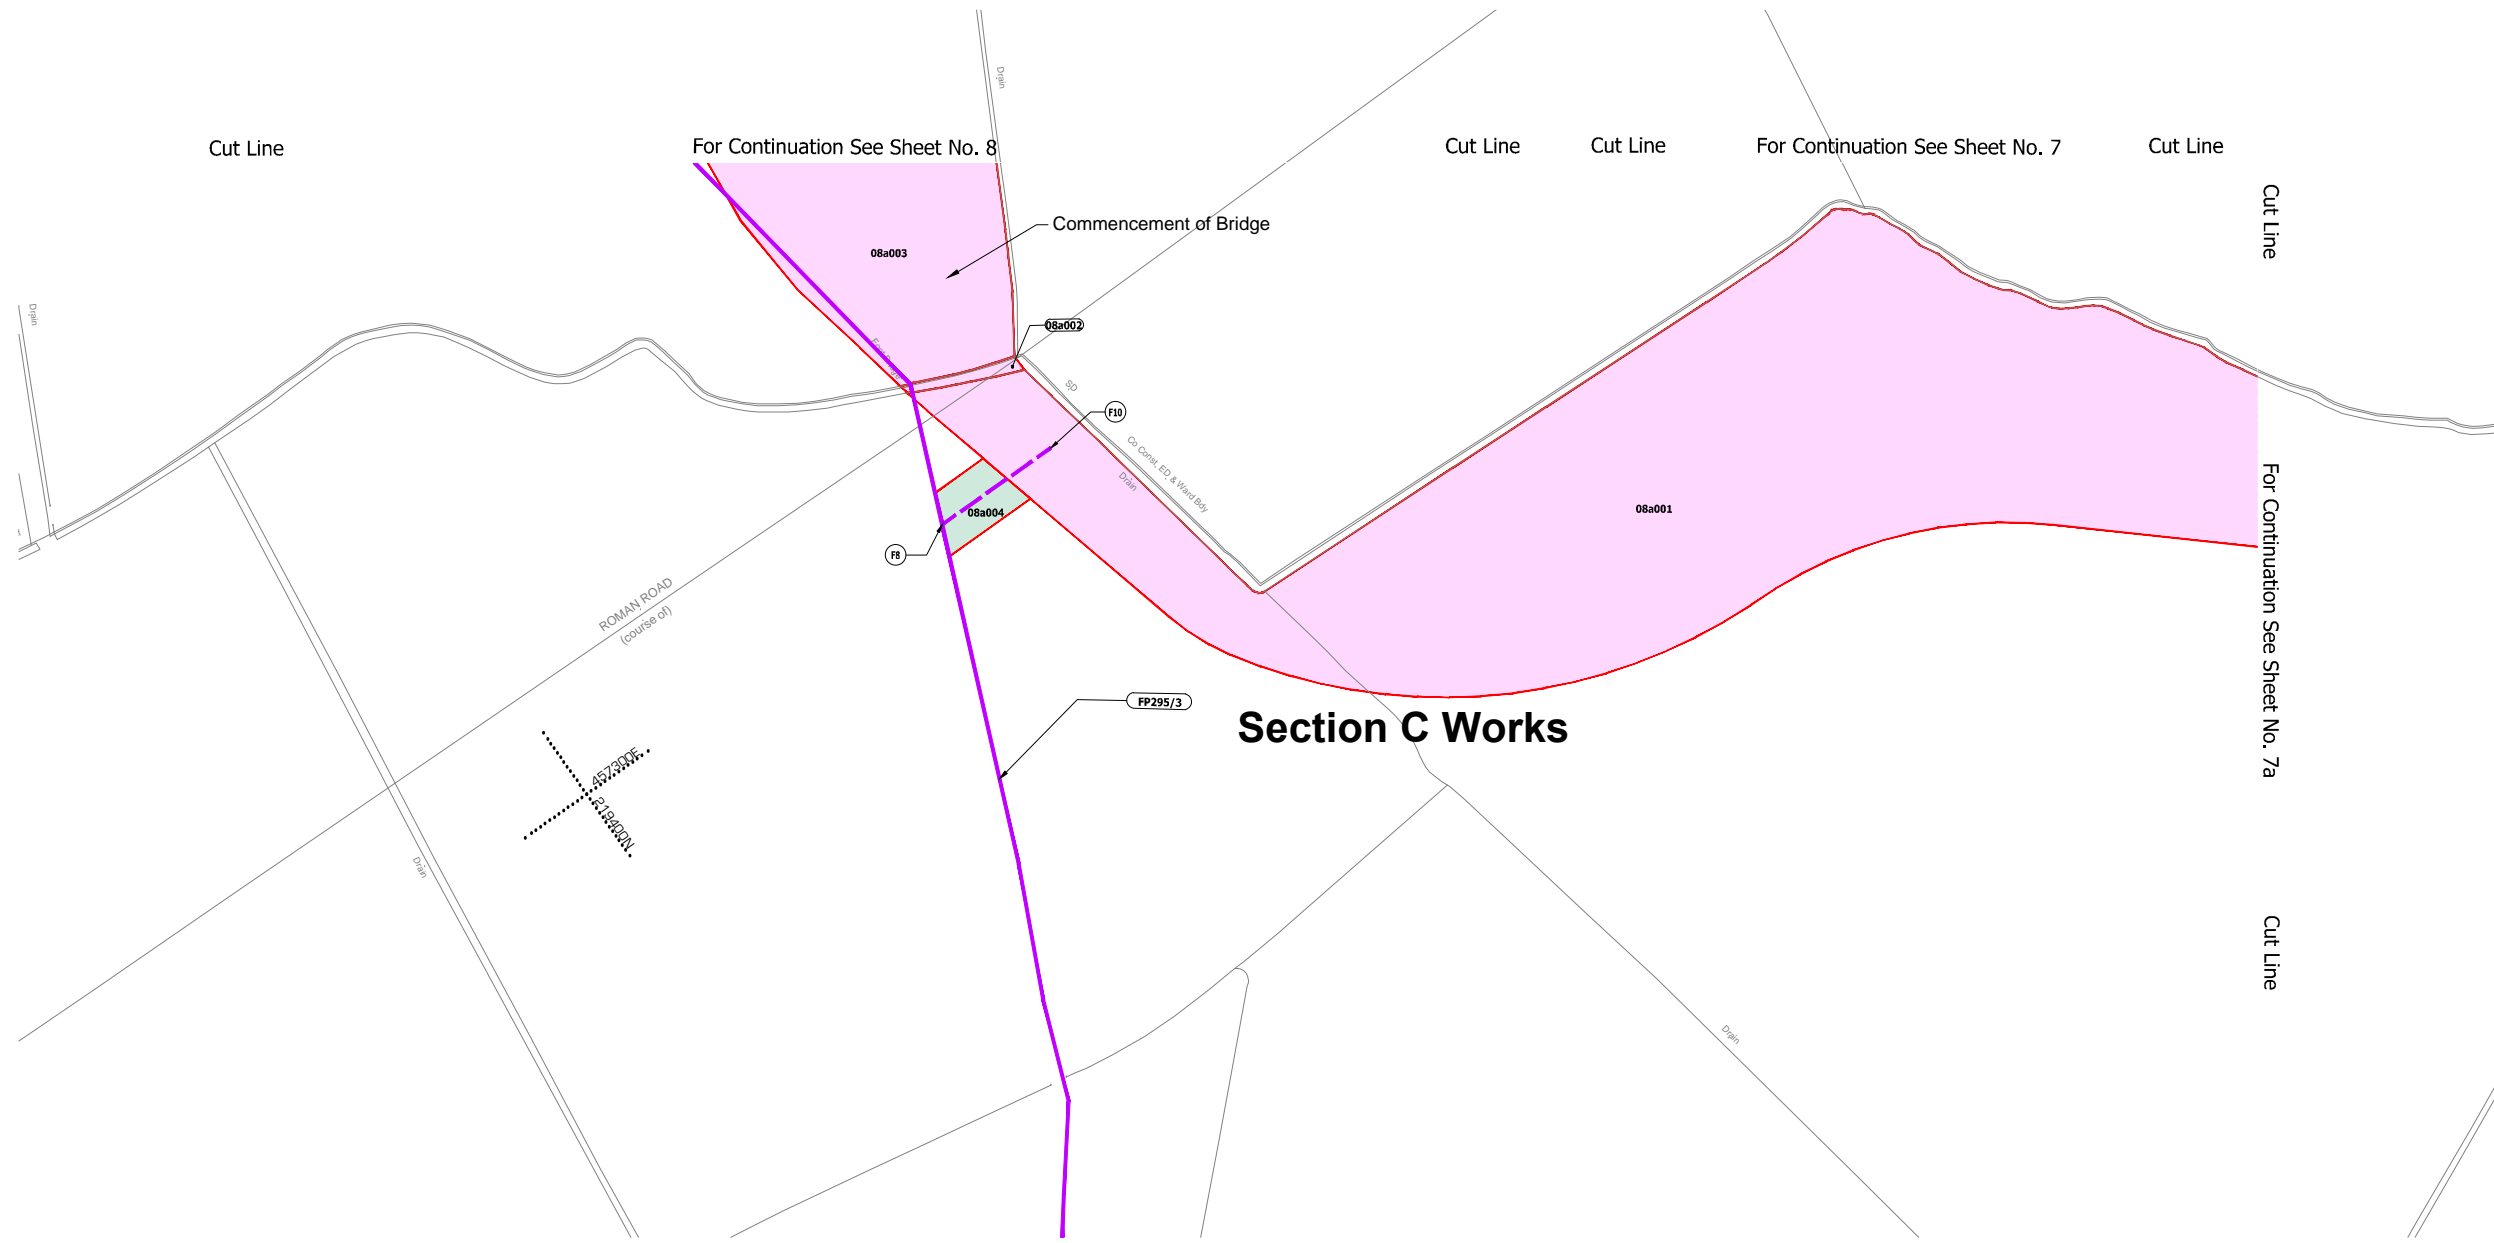 Drain
Cut Line
For Continuation See Sheet No. 8
Cut Line
Cut Line
For Continuation See Sheet No. 7
Cut Line
Cut Line
Commencement of Bridge
08a003
Drain
08a002
SD
F10
Co Const, ED & Ward Bdy
Drain
08a004
08a001
F8
For Continuation See Sheet No. 7a
ROMAN ROAD
(course of)
FP295/3
Section C Works
457300E
219400N
Drain
Cut Line
Drain